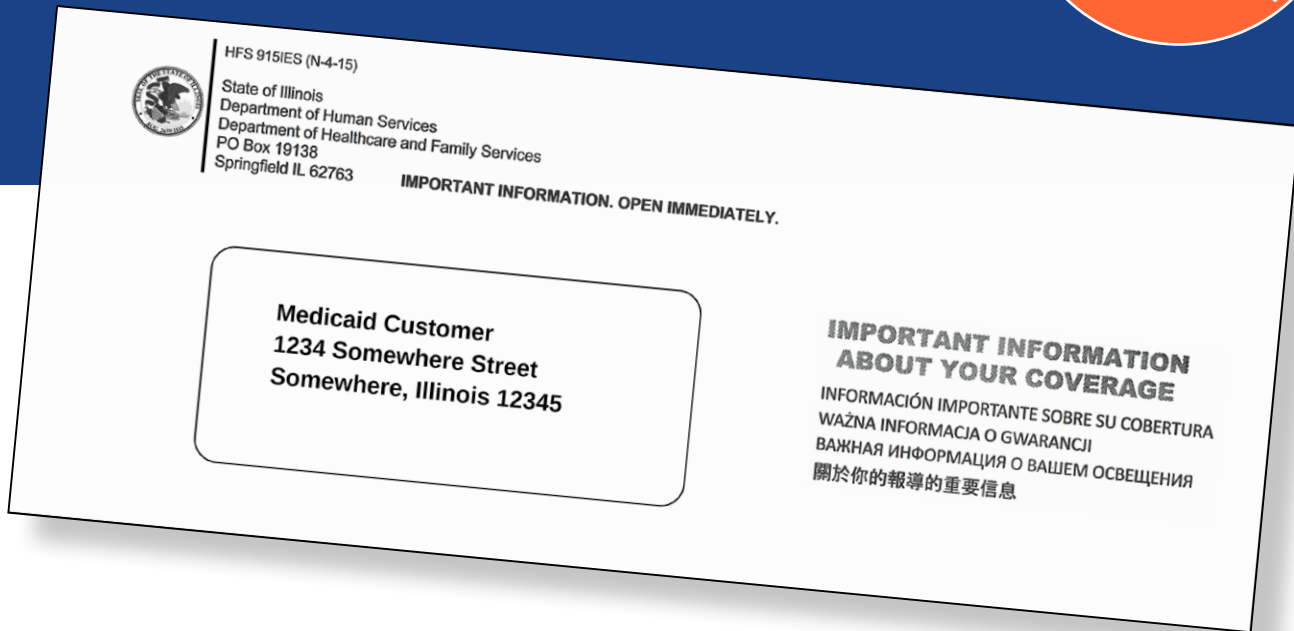 HFS 915IES (N-4-15)
State of Illinois
Department of Human Services
Department of Healthcare and Family Services
PO Box 19138
Springfield IL 62763
IMPORTANT INFORMATION. OPEN IMMEDIATELY.
Medicaid Customer
1234 Somewhere Street
Somewhere, Illinois 12345
IMPORTANT INFORMATION
ABOUT YOUR COVERAGE
INFORMACIÓN IMPORTANTE SOBRE SU COBERTURA
WAŻNA INFORMACJA O GWARANCJI
ВАЖНАЯ ИНФОРМАЦИЯ О ВАШЕМ ОСВЕЩЕНИЯ
關於你的報導的重要信息